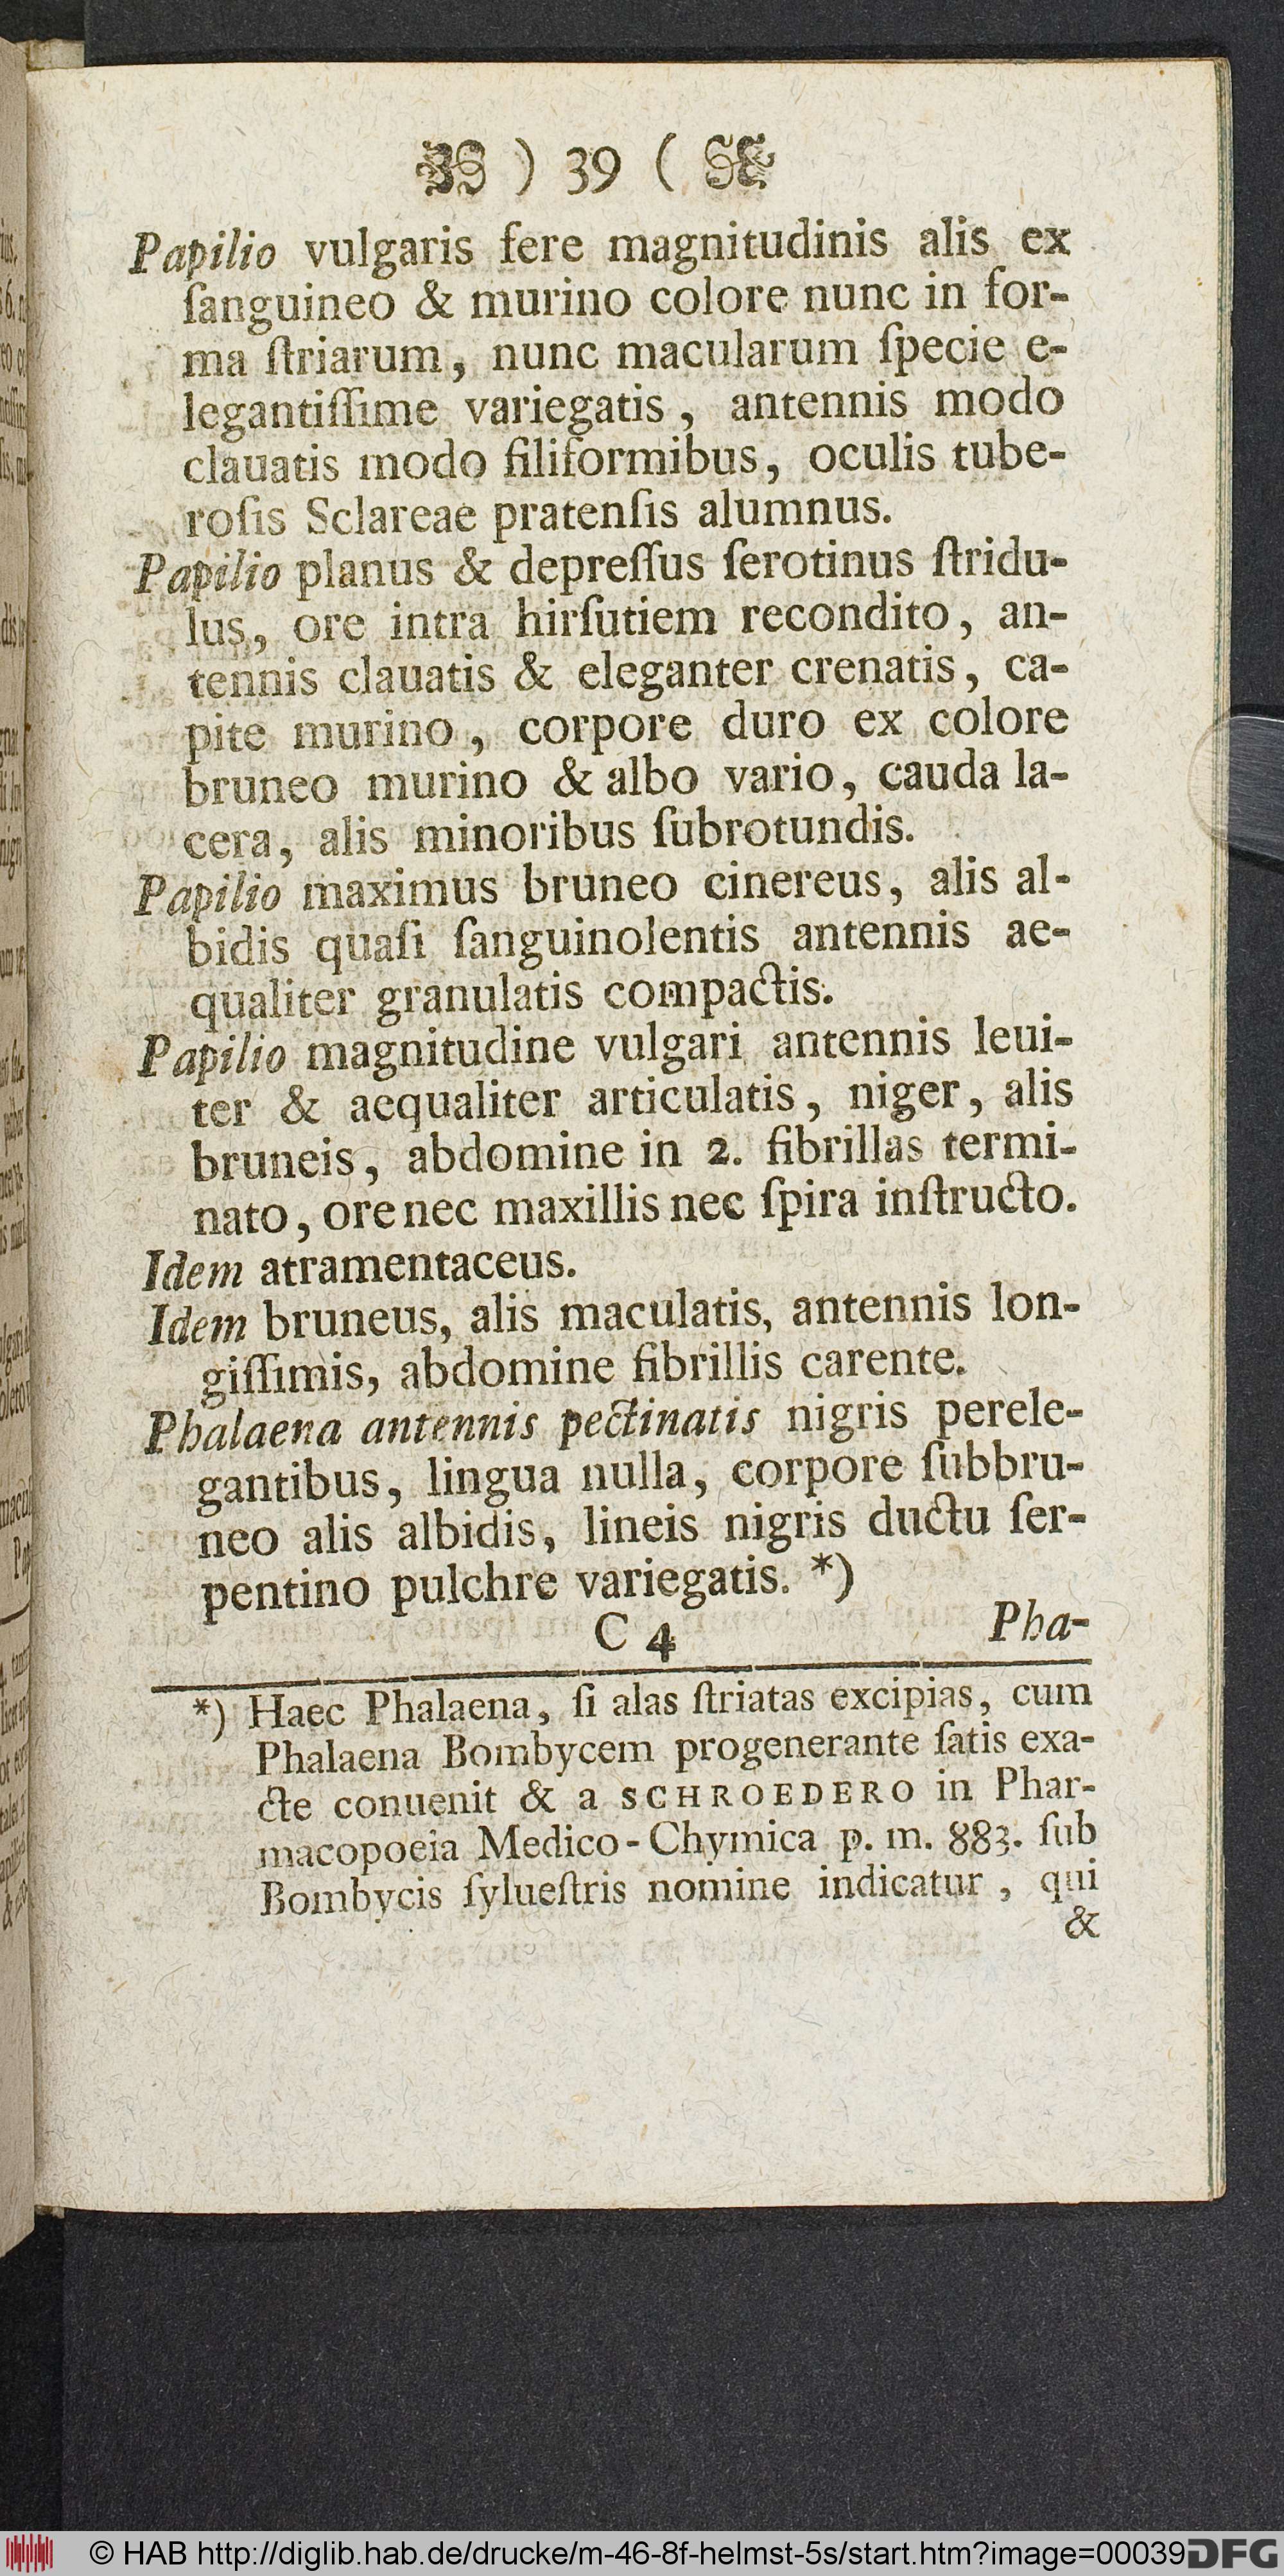 ) 39 (
Papilio vulgaris fere magnitudinis alis ex
ſanguineo & murino colore nunc in for-
ma ſtriarum, nunc macularum ſpecie e-
legantiſſime variegatis, antennis modo
clauatis modo filiformibus, oculis tube-
roſis Sclareae pratenſis alumnus.
Papilio planus & depreſſus ſerotinus ſtridu-
lus, ore intra hirſutiem recondito, an-
tennis clauatis & eleganter crenatis, ca-
pite murino, corpore duro ex colore
bruneo murino & albo vario, cauda la-
cera, alis minoribus ſubrotundis.
Papilio maximus bruneo cinereus, alis al-
bidis quaſi ſanguinolentis antennis ae-
qualiter granulatis compactis.
Papilio magnitudine vulgari antennis leui-
ter & aequaliter articulatis, niger, alis
bruneis, abdomine in 2. fibrillas termi-
nato, ore nec maxillis nec ſpira inſtructo.
Idem atramentaceus.
Idem bruneus, alis maculatis, antennis lon-
giſſimis, abdomine fibrillis carente.
Phalaena antennis pectinatis nigris perele-
gantibus, lingua nulla, corpore ſubbru-
neo alis albidis, lineis nigris ductu ſer-
pentino pulchre variegatis. *)
C 4 Pha-
*) Haec Phalaena, ſi alas ſtriatas excipias, cum
Phalaena Bombycem progenerante ſatis exa-
cte conuenit & a SCHROEDERO in Phar-
macopoeia Medico-Chymica p. m. 883. ſub
Bombycis ſylueſtris nomine indicatur, qui
&
© HAB http://diglib.hab.de/drucke/m-46-8f-helmst-5s/start.htm?image=00039
DFG